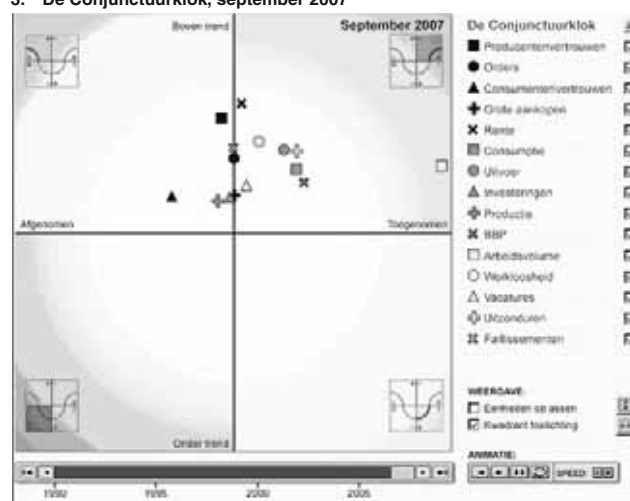 3. De Conjunctuurklok, september 2007
Boven trend
September 2007
Afgenomen
Toegenomen
Onder trend
De Conjunctuurklok
Producentenvertrouwen
Orders
Consumentenvertrouwen
Grote aankopen
Rente
Consumptie
Uitvoer
Investeringen
Productie
BBP
Arbeidsvolume
Werkloosheid
Vacatures
Uitzenduren
Faillissementen
WEERGAVE:
Eenheden op assen
Kwadrant toelichting
ANIMATIE:
SPEED:
1990
1995
2000
2005